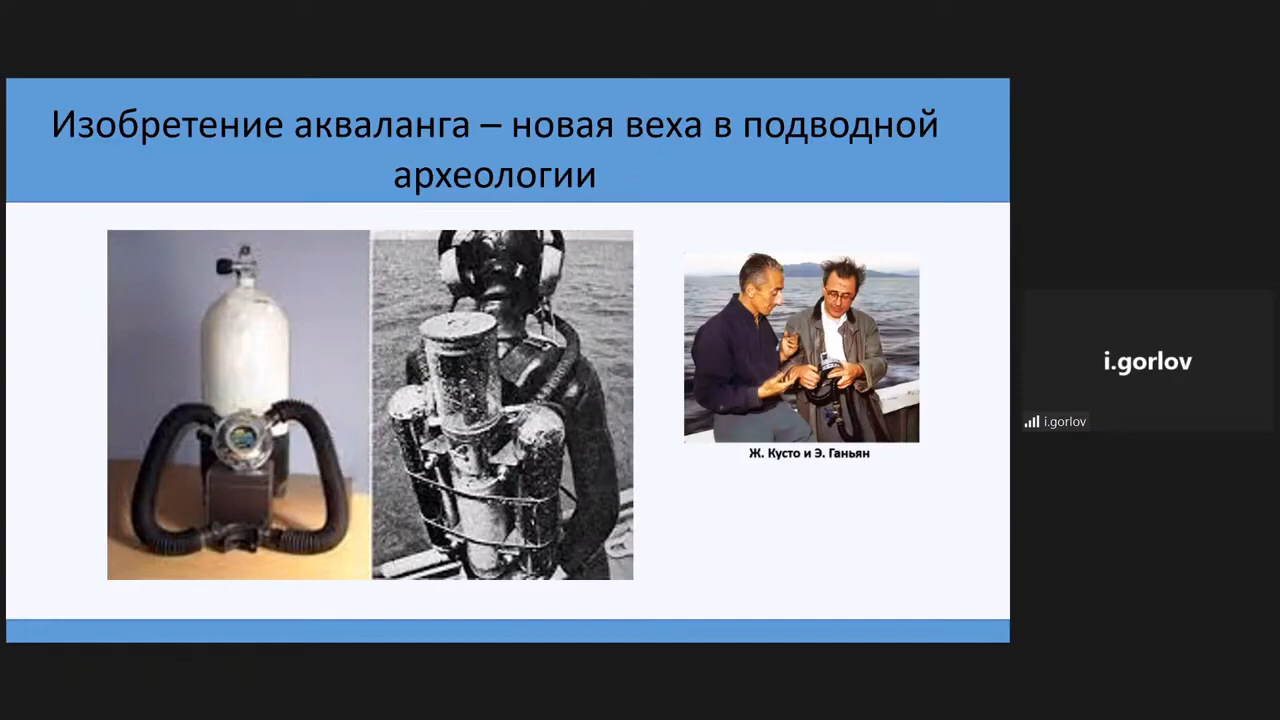 Изобретение акваланга – новая веха в подводной
археологии
Ж. Кусто и Э. Ганьян
i.gorlov
i.gorlov